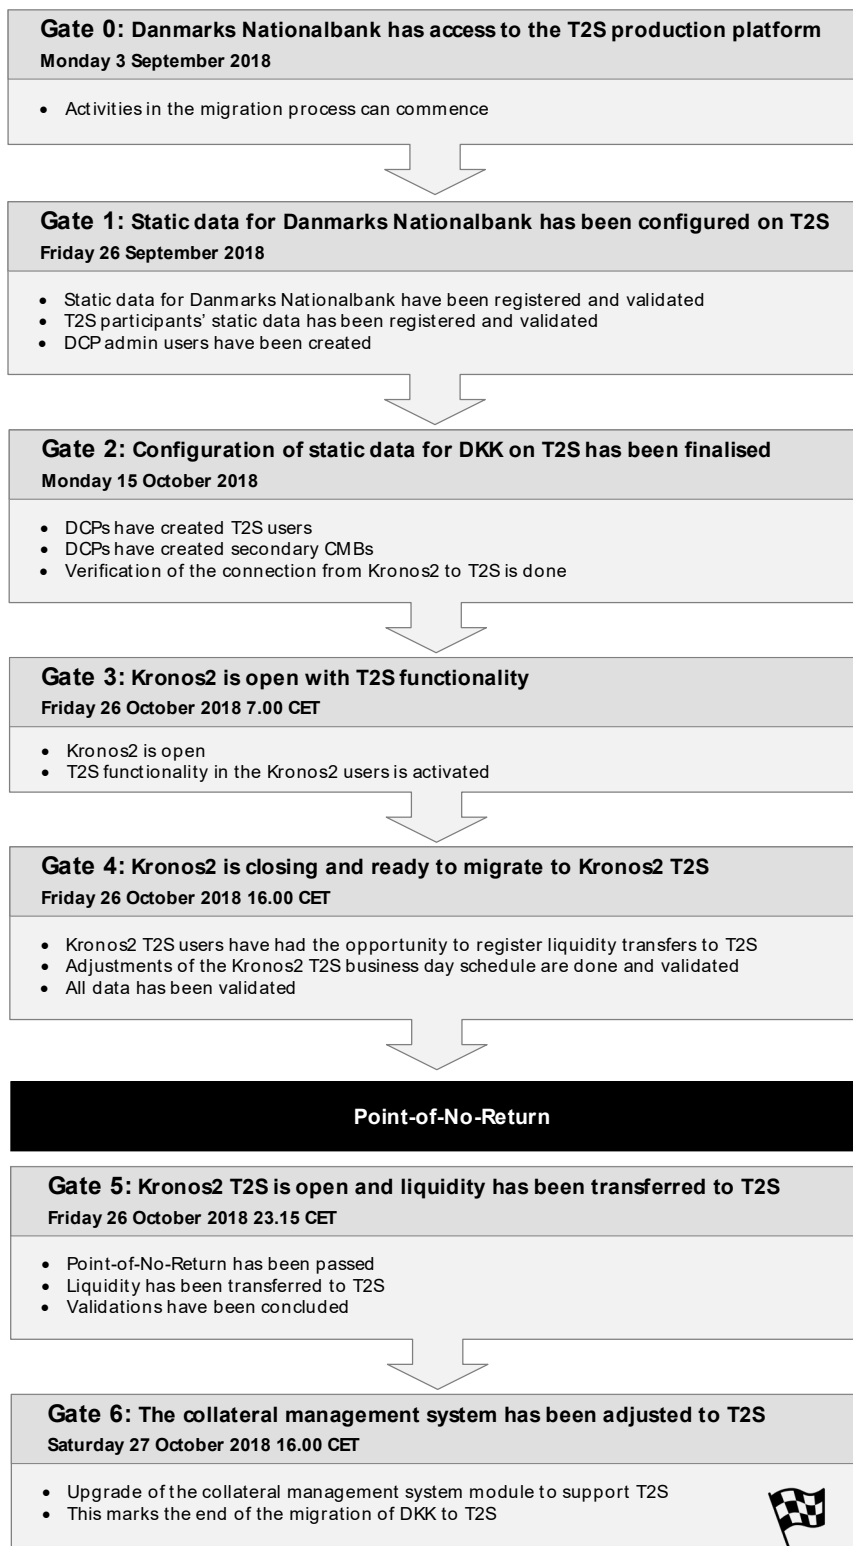 Gate 0: Danmarks Nationalbank has access to the T2S production platform
Monday 3 September 2018
• Activities in the migration process can commence
Gate 1: Static data for Danmarks Nationalbank has been configured on T2S
Friday 26 September 2018
• Static data for Danmarks Nationalbank have been registered and validated
• T2S participants’ static data has been registered and validated
• DCP admin users have been created
Gate 2: Configuration of static data for DKK on T2S has been finalised
Monday 15 October 2018
• DCPs have created T2S users
• DCPs have created secondary CMBs
• Verification of the connection from Kronos2 to T2S is done
Gate 3: Kronos2 is open with T2S functionality
Friday 26 October 2018 7.00 CET
• Kronos2 is open
• T2S functionality in the Kronos2 users is activated
Gate 4: Kronos2 is closing and ready to migrate to Kronos2 T2S
Friday 26 October 2018 16.00 CET
• Kronos2 T2S users have had the opportunity to register liquidity transfers to T2S
• Adjustments of the Kronos2 T2S business day schedule are done and validated
• All data has been validated
Point-of-No-Return
Gate 5: Kronos2 T2S is open and liquidity has been transferred to T2S
Friday 26 October 2018 23.15 CET
• Point-of-No-Return has been passed
• Liquidity has been transferred to T2S
• Validations have been concluded
Gate 6: The collateral management system has been adjusted to T2S
Saturday 27 October 2018 16.00 CET
• Upgrade of the collateral management system module to support T2S
• This marks the end of the migration of DKK to T2S